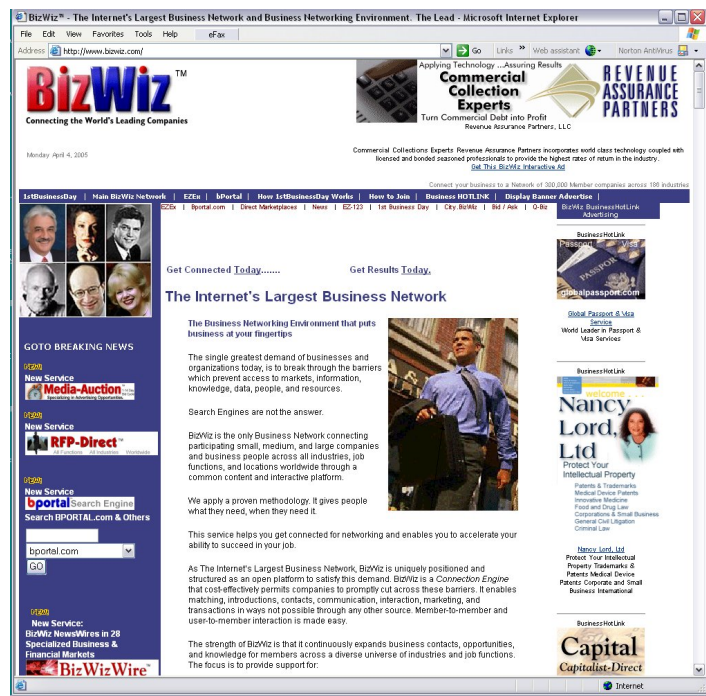 BizWiz™ - The Internet's Largest Business Network and Business Networking Environment. The Lead - Microsoft Internet Explorer
File Edit View Favorites Tools Help eFax
Address http://www.bizwiz.com/ Go Links » Web assistant Norton AntiVirus
BizWiz TM
Connecting the World's Leading Companies
Monday April 4, 2005
Applying Technology ...Assuring Results
Commercial
Collection
Experts
Turn Commercial Debt into Profit
REVENUE
ASSURANCE
PARTNERS
Revenue Assurance Partners, LLC
Commercial Collections Experts Revenue Assurance Partners incorporates world class technology coupled with
licensed and bonded seasoned professionals to provide the highest rates of return in the industry.
Get This BizWiz Interactive Ad
Connect your business to a Network of 300,000 Member companies across 186 industries
1stBusinessDay | Main BizWiz Network | EZEx | bPortal | How 1stBusinessDay Works | How to Join | Business HOTLINK | Display Banner Advertise |
EZEx | Bportal.com | Direct Marketplaces | News | EZ-123 | 1st Business Day | City.BizWiz | Bid / Ask | Q-Biz
GOTO BREAKING NEWS
NEW!
New Service
Media-Auction
Specializing in Advertising Opportunities.
NEW!
New Service
RFP-Direct™
All Functions All Industries Worldwide
NEW!
New Service
bportal Search Engine
Search BPORTAL.com & Others
bportal.com
GO
NEW!
New Service:
BizWiz NewsWires in 28
Specialized Business &
Financial Markets
BizWizWire™
Get Connected Today....... Get Results Today.
The Internet's Largest Business Network
The Business Networking Environment that puts
business at your fingertips
The single greatest demand of businesses and
organizations today, is to break through the barriers
which prevent access to markets, information,
knowledge, data, people, and resources.
Search Engines are not the answer.
BizWiz is the only Business Network connecting
participating small, medium, and large companies
and business people across all industries, job
functions, and locations worldwide through a
common content and interactive platform.
We apply a proven methodology. It gives people
what they need, when they need it.
This service helps you get connected for networking and enables you to accelerate your
ability to succeed in your job.
As The Internet's Largest Business Network, BizWiz is uniquely positioned and
structured as an open platform to satisfy this demand. BizWiz is a Connection Engine
that cost-effectively permits companies to promptly cut across these barriers. It enables
matching, introductions, contacts, communication, interaction, marketing, and
transactions in ways not possible through any other source. Member-to-member and
user-to-member interaction is made easy.
The strength of BizWiz is that it continuously expands business contacts, opportunities,
and knowledge for members across a diverse universe of industries and job functions.
The focus is to provide support for:
BizWiz BusinessHotLink
Advertising
BusinessHotLink
Passport & Visa
PASSPORT
globalpassport.com
Global Passport & Visa
Service
World Leader in Passport &
Visa Services
BusinessHotLink
welcome...
Nancy
Lord,
Ltd
Protect Your
Intellectual Property
Patents & Trademarks
Medical Device Patents
Innovative Medicine
Food and Drug Law
Corporations & Small Business
General Civil Litigation
Criminal Law
Nancy Lord, Ltd
Protect Your Intellectual
Property Trademarks &
Patents Medical Device
Patents Corporate and Small
Business International
BusinessHotLink
Capital
Capitalist-Direct
Internet